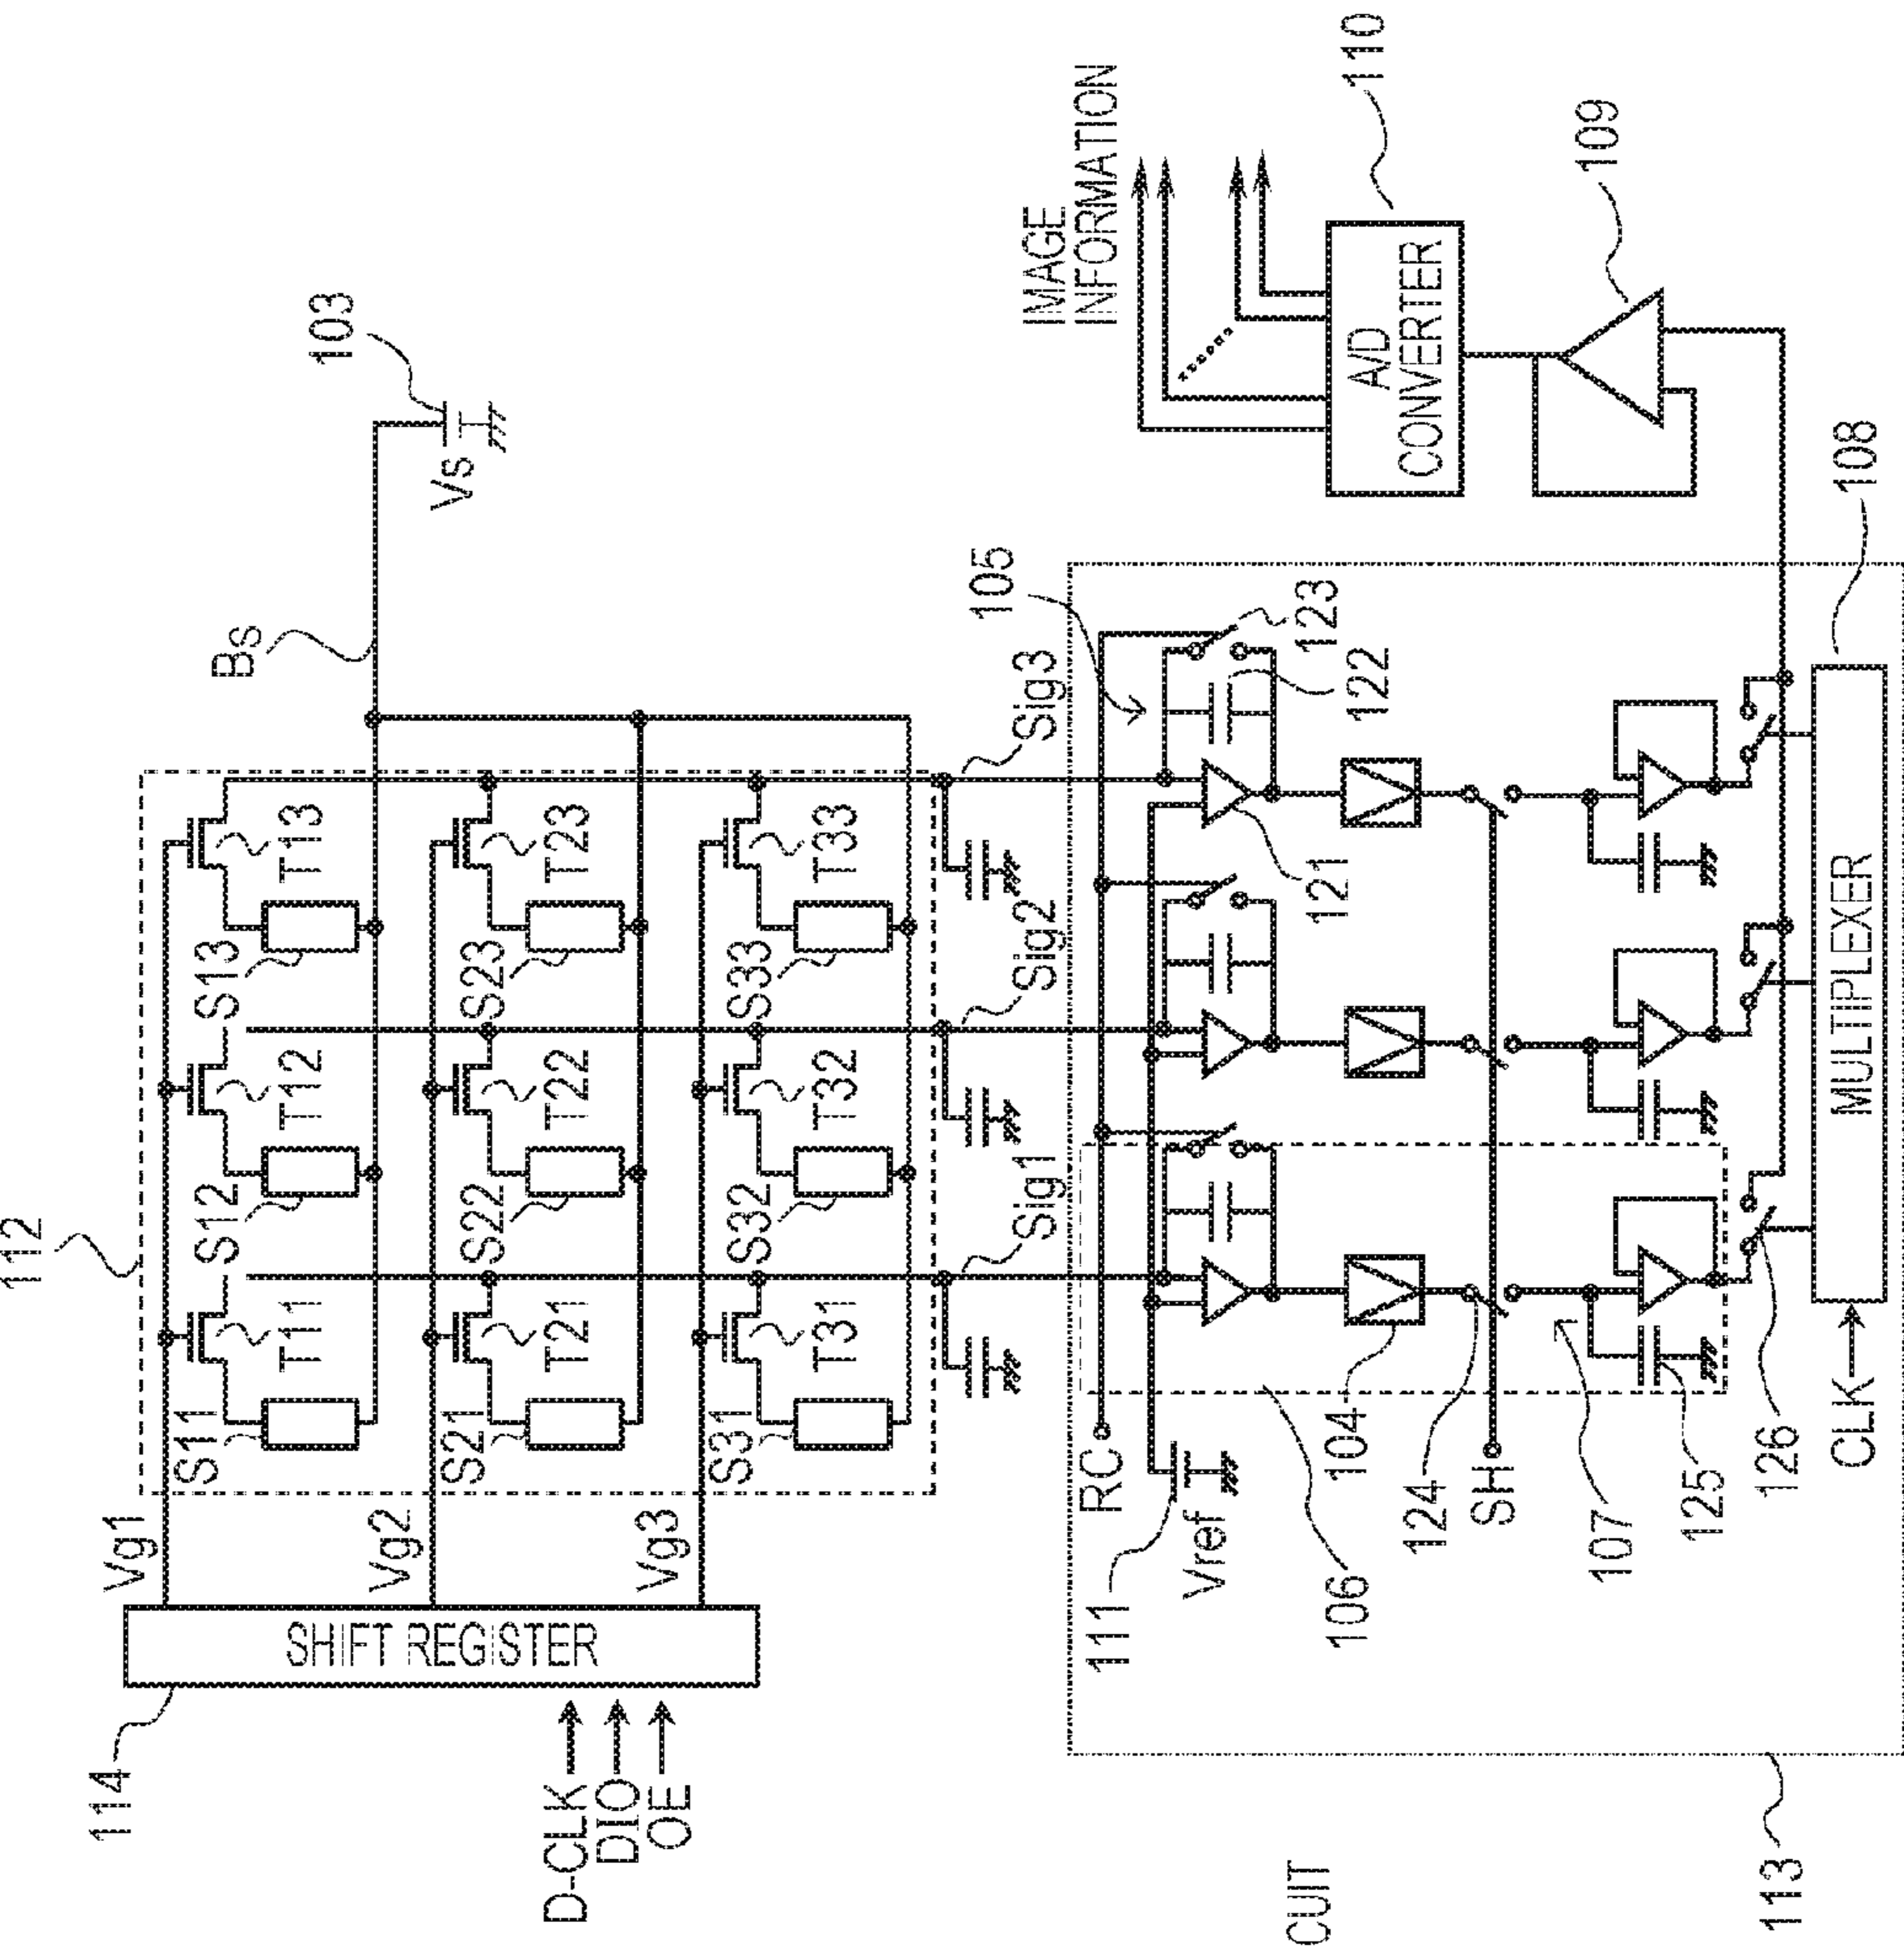 112
103
Bs
Vs
IMAGE
INFORMATION
110
109
114
SHIFT REGISTER
D-CLK
DIO
OE
Vg1
Vg2
Vg3
S11
T11
S12
T12
S13
T13
S21
T21
S22
T22
S23
T23
S31
T31
S32
T32
S33
T33
Sig1
Sig2
Sig3
105
123
122
121
A/D
CONVERTER
108
RC
111
Vref
106
104
124
SH
107
125
126
CLK
MULTIPLEXER
113
CUIT